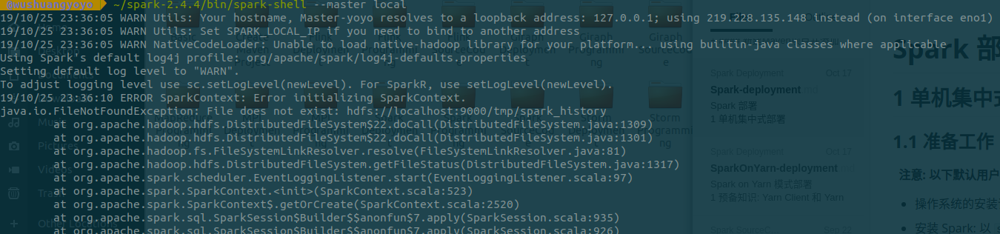 @wushuangyoyo ~/spark-2.4.4/bin/spark-shell --master local
19/10/25 23:36:05 WARN Utils: Your hostname, Master-yoyo resolves to a loopback address: 127.0.0.1; using 219.228.135.148 instead (on interface eno1)
19/10/25 23:36:05 WARN Utils: Set SPARK_LOCAL_IP if you need to bind to another address
19/10/25 23:36:05 WARN NativeCodeLoader: Unable to load native-hadoop library for your platform... using builtin-java classes where applicable
Using Spark's default log4j profile: org/apache/spark/log4j-defaults.properties
Setting default log level to "WARN".
To adjust logging level use sc.setLogLevel(newLevel). For SparkR, use setLogLevel(newLevel).
19/10/25 23:36:10 ERROR SparkContext: Error initializing SparkContext.
java.io.FileNotFoundException: File does not exist: hdfs://localhost:9000/tmp/spark_history
at org.apache.hadoop.hdfs.DistributedFileSystem$22.doCall(DistributedFileSystem.java:1309)
at org.apache.hadoop.hdfs.DistributedFileSystem$22.doCall(DistributedFileSystem.java:1301)
at org.apache.hadoop.fs.FileSystemLinkResolver.resolve(FileSystemLinkResolver.java:81)
at org.apache.hadoop.hdfs.DistributedFileSystem.getFileStatus(DistributedFileSystem.java:1317)
at org.apache.spark.scheduler.EventLoggingListener.start(EventLoggingListener.scala:97)
at org.apache.spark.SparkContext.<init>(SparkContext.scala:523)
at org.apache.spark.SparkContext$.getOrCreate(SparkContext.scala:2520)
at org.apache.spark.sql.SparkSession$Builder$$anonfun$7.apply(SparkSession.scala:935)
at org.apache.spark.sql.SparkSession$Builder$$anonfun$7.apply(SparkSession.scala:926)
Music
Pictures
Videos
Other Locations
Giraph
Storm
Spark Deployment Oct 17
Spark-deployment.md
Spark 部署
1 单机集中式部署
Spark Deployment Oct 17
SparkOnYarn-deployment
Spark on Yarn 模式部署
1 预备知识: Yarn Client 和 Yarn
Spark SourceC Sep 22
Spark 部
1 单机集中式
1.1 准备工作
注意: 以下默认用户
操作系统的安装
安装 Spark: 以